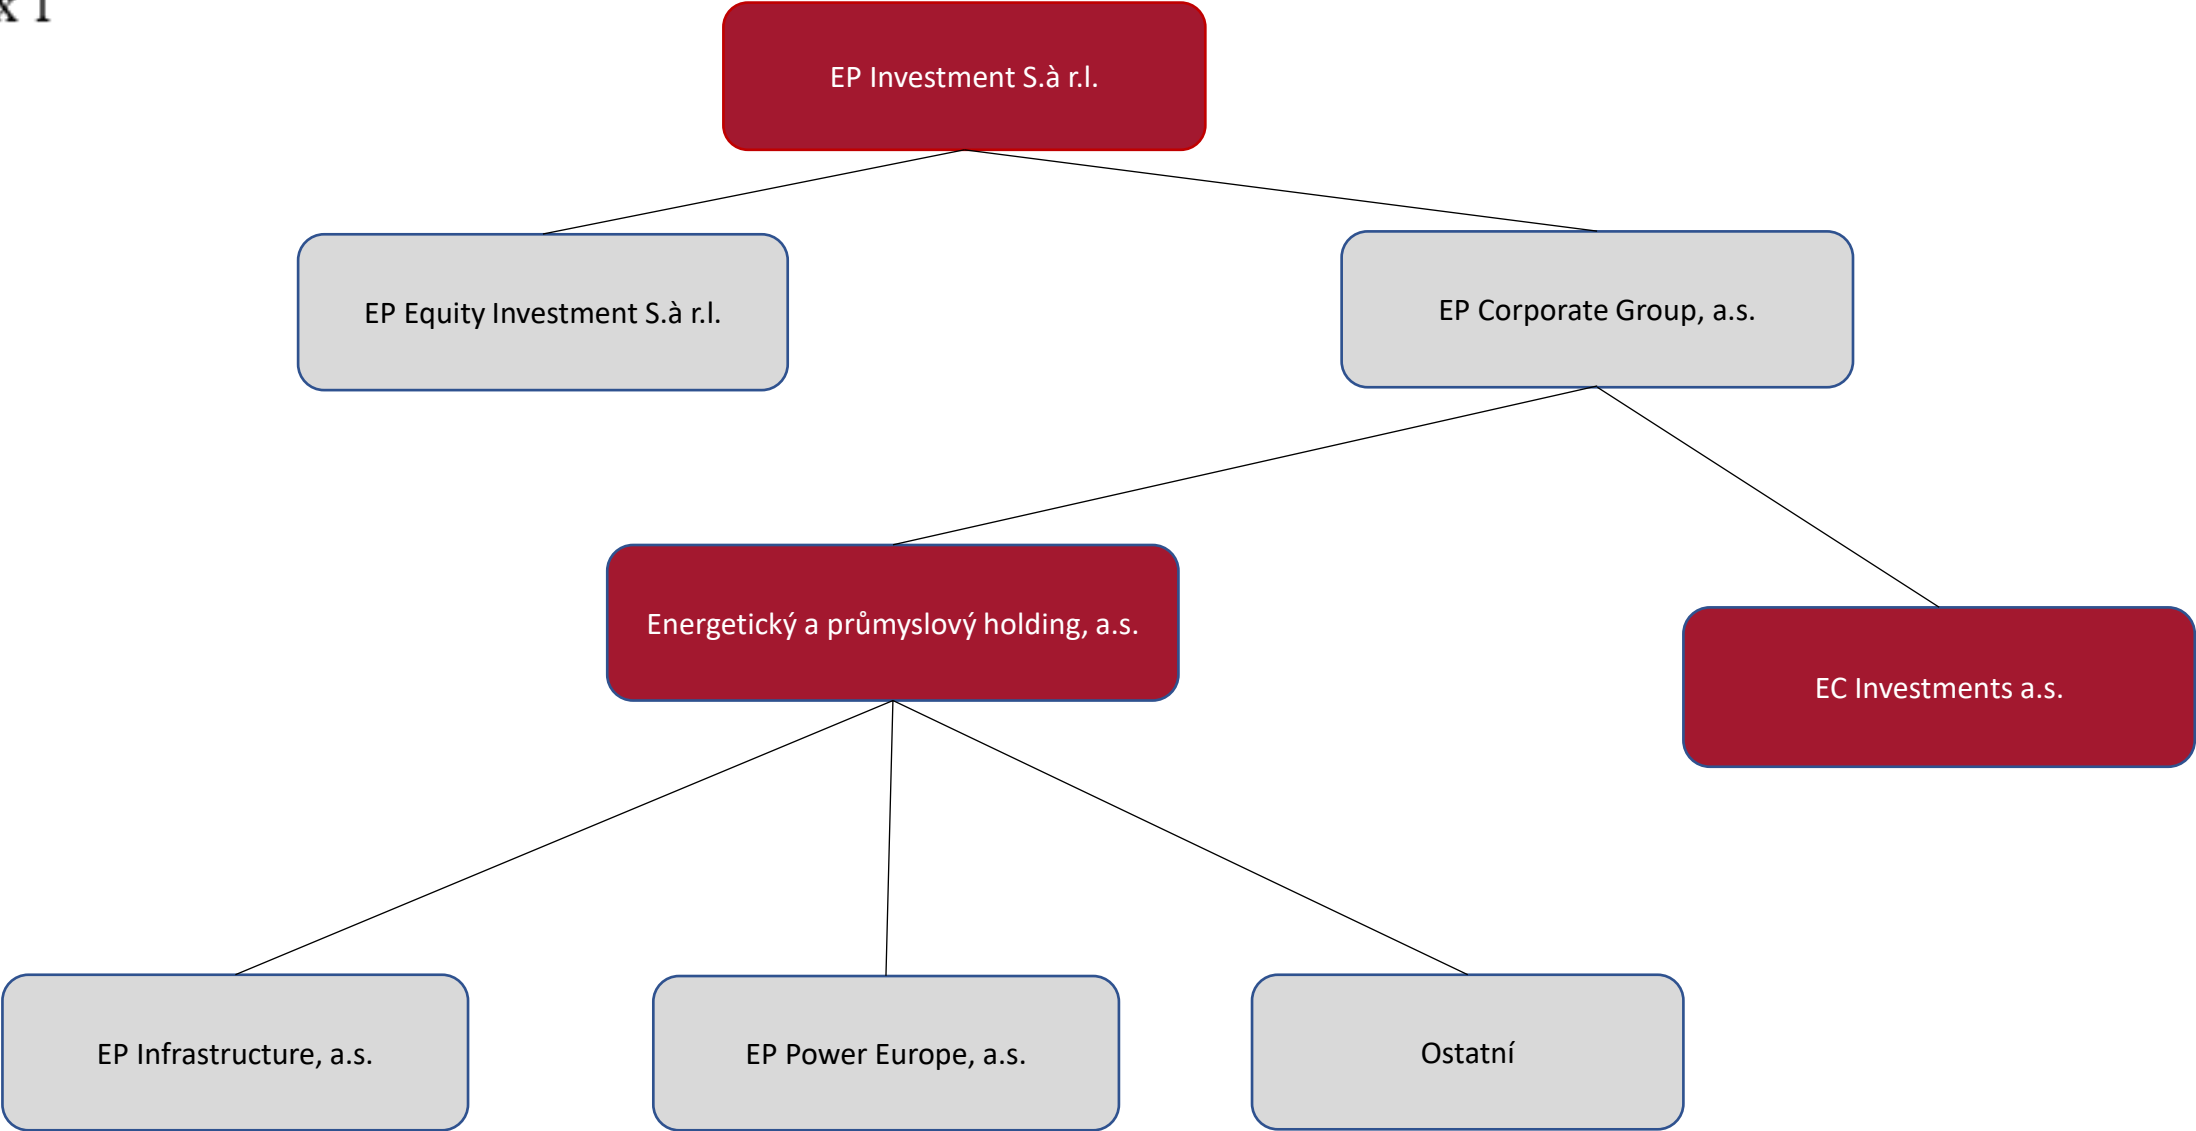 x 1
EP Investment S.à r.l.
EP Equity Investment S.à r.l.
EP Corporate Group, a.s.
Energetický a průmyslový holding, a.s.
EC Investments a.s.
EP Infrastructure, a.s.
EP Power Europe, a.s.
Ostatní